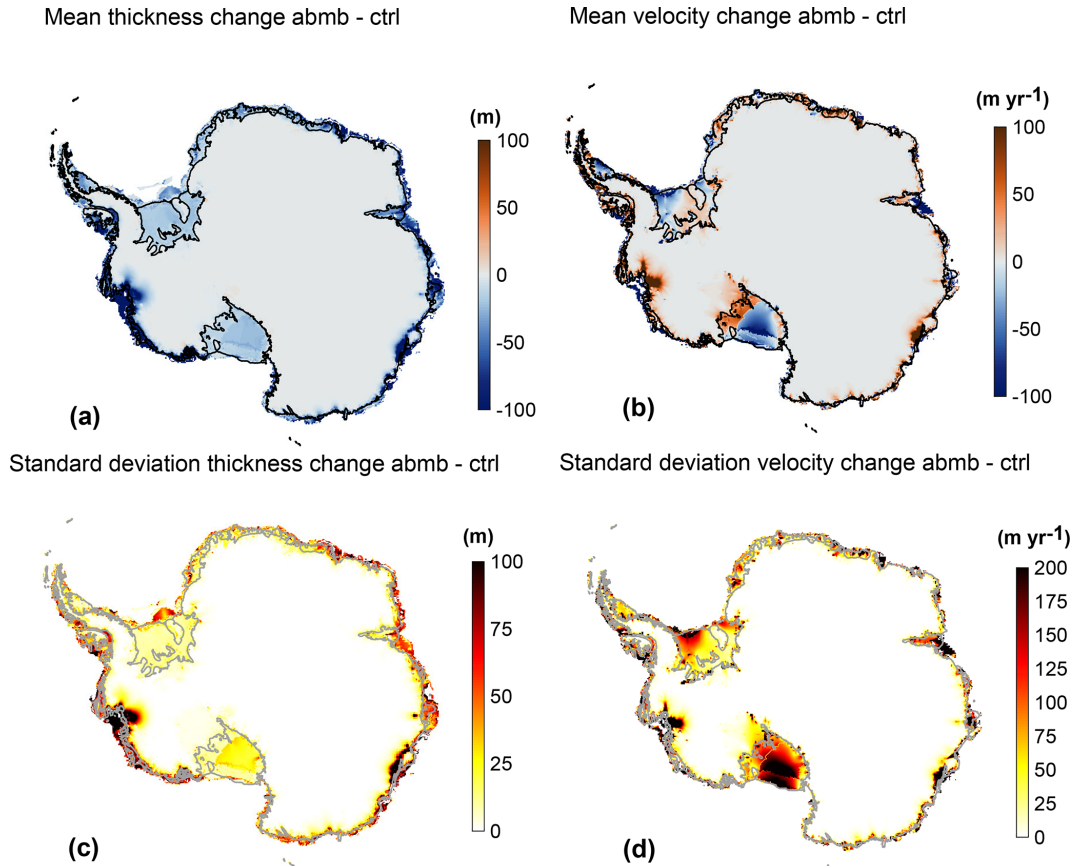 Mean thickness change abmb - ctrl
Mean velocity change abmb - ctrl
(m)
100
50
0
-50
-100
(a)
(m yr-1)
100
50
0
-50
-100
(b)
Standard deviation thickness change abmb - ctrl
Standard deviation velocity change abmb - ctrl
(m)
100
75
50
25
0
(c)
(m yr-1)
200
175
150
125
100
75
50
25
0
(d)